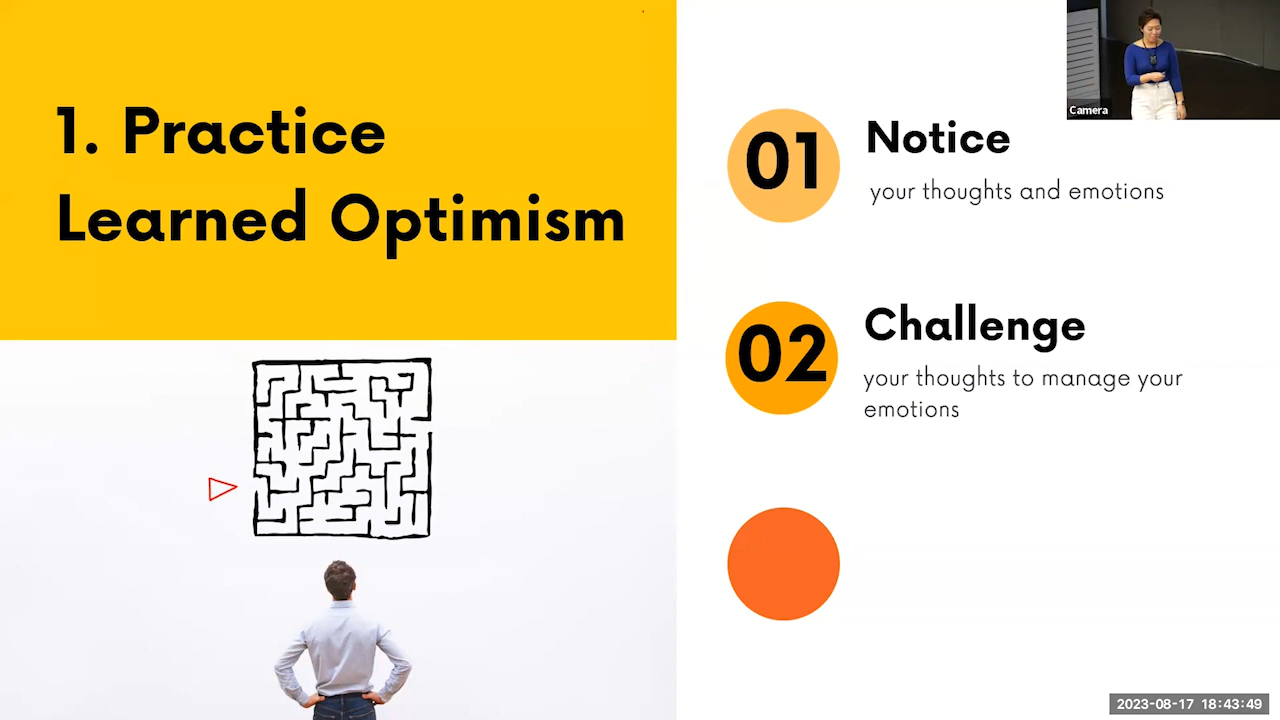 1. Practice
Learned Optimism
01
Notice
your thoughts and emotions
02
Challenge
your thoughts to manage your
emotions
Camera
2023-08-17 18:43:49